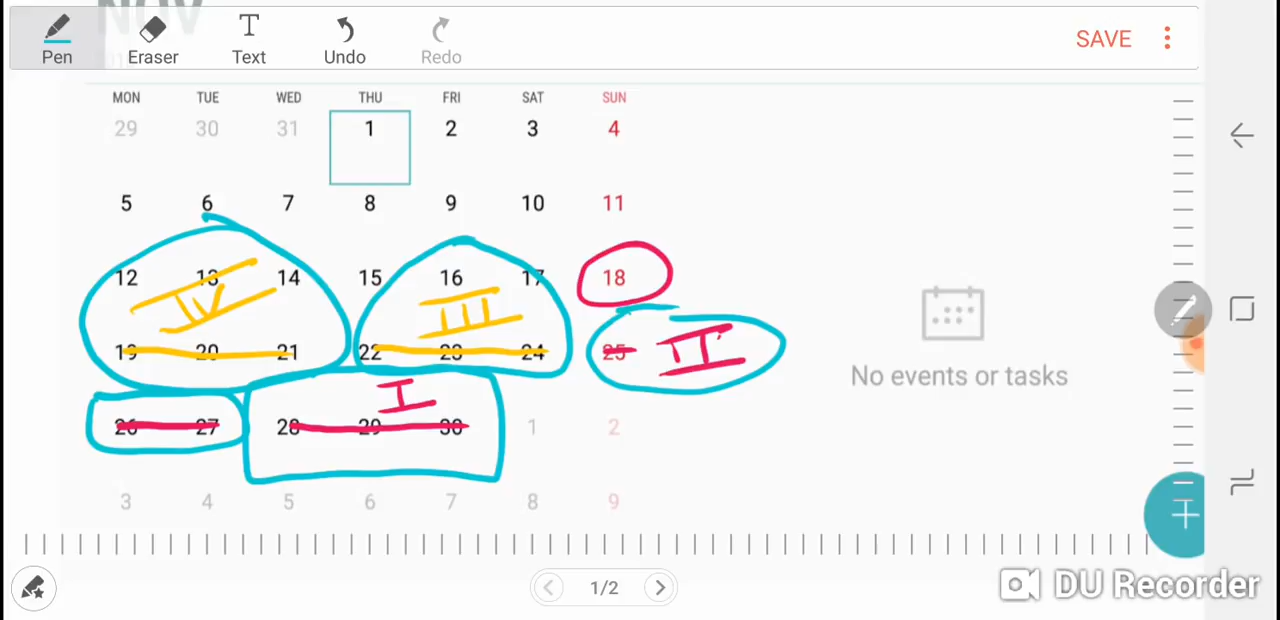 NOV
Pen Eraser T Text Undo Redo SAVE
MON TUE WED THU FRI SAT SUN
29 30 31 1 2 3 4
5 6 7 8 9 10 11
12 13 14 15 16 17 18
IV III
19 20 21 22 23 24 25 II
No events or tasks
I
26 27 28 29 30 1 2
3 4 5 6 7 8 9
1/2
DU Recorder